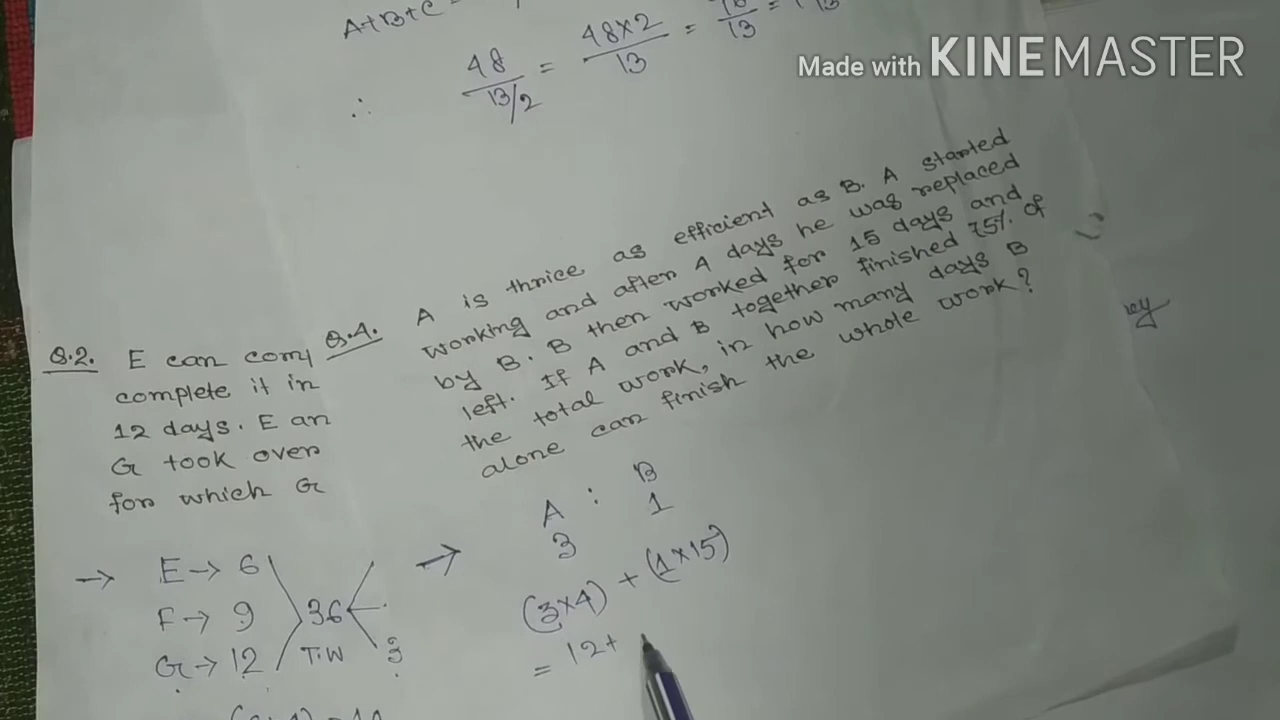 A+B+C
Made with KINEMASTER
∴ 48/13/2 = 48×2/13 = /13 =
Q.4. A is thrice as efficient as B. A started
working and after 4 days he was replaced
by B. B then worked for 15 days and
left. If A and B together finished 75% of
the total work, in how many days B
alone can finish the whole work?
A : B
3 1
(3×4) + (1×15)
= 12+
Q.2. E can com
complete it in
12 days. E an
G took over
for which G
→ E → 6
F → 9
G → 12
36
T.W
3